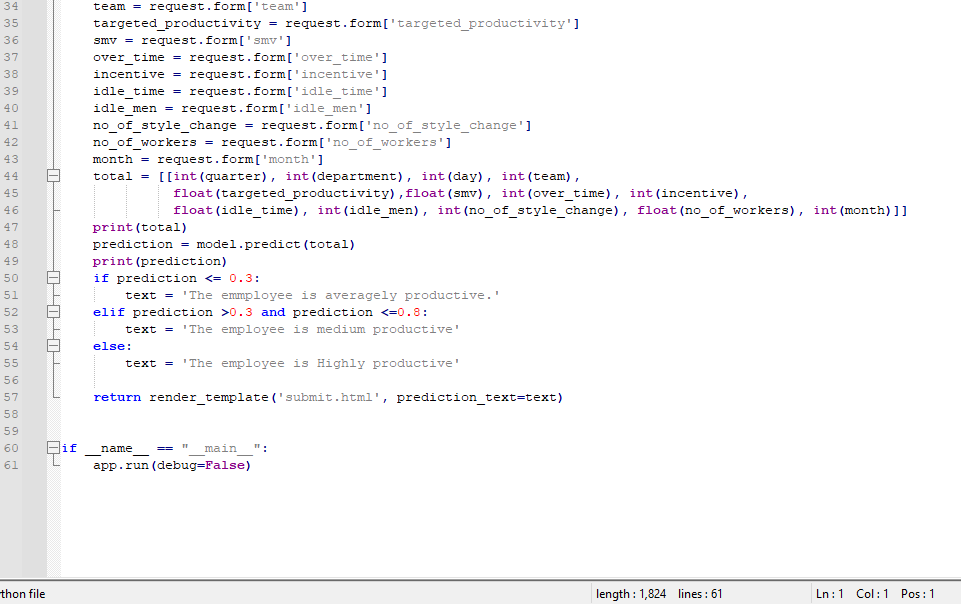 34 team = request.form['team']
35 targeted_productivity = request.form['targeted_productivity']
36 smv = request.form['smv']
37 over_time = request.form['over_time']
38 incentive = request.form['incentive']
39 idle_time = request.form['idle_time']
40 idle_men = request.form['idle_men']
41 no_of_style_change = request.form['no_of_style_change']
42 no_of_workers = request.form['no_of_workers']
43 month = request.form['month']
44 total = [[int(quarter), int(department), int(day), int(team),
45 float(targeted_productivity),float(smv), int(over_time), int(incentive),
46 float(idle_time), int(idle_men), int(no_of_style_change), float(no_of_workers), int(month)]]
47 print(total)
48 prediction = model.predict(total)
49 print(prediction)
50 if prediction <= 0.3:
51 text = 'The emmployee is averagely productive.'
52 elif prediction >0.3 and prediction <=0.8:
53 text = 'The employee is medium productive'
54 else:
55 text = 'The employee is Highly productive'
56
57 return render_template('submit.html', prediction_text=text)
58
59
60 if __name__ == "__main__":
61 app.run(debug=False)
thon file length : 1,824 lines : 61 Ln : 1 Col : 1 Pos : 1